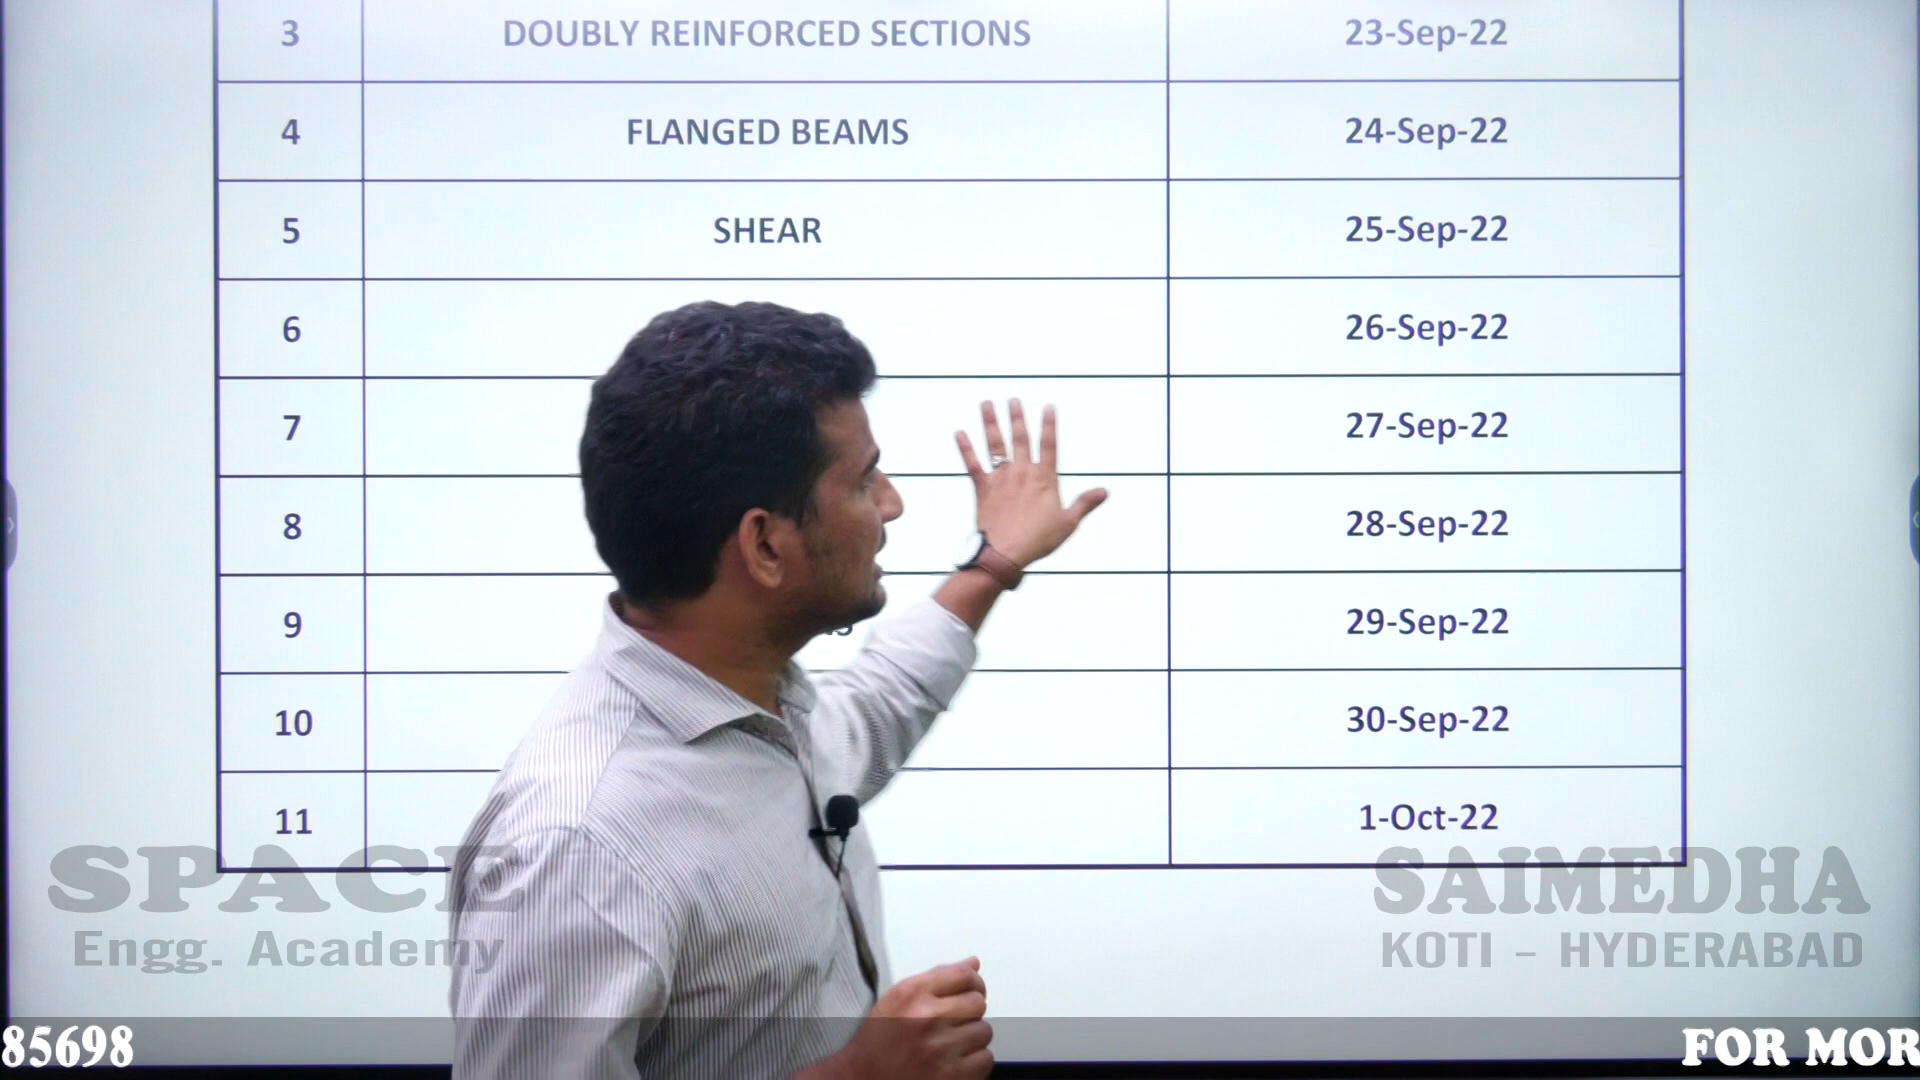 3 DOUBLY REINFORCED SECTIONS 23-Sep-22
4 FLANGED BEAMS 24-Sep-22
5 SHEAR 25-Sep-22
6 26-Sep-22
7 27-Sep-22
8 28-Sep-22
9 29-Sep-22
10 30-Sep-22
11 1-Oct-22
SPACE
Engg. Academy
SAIMEDHA
KOTI - HYDERABAD
85698
FOR MOR